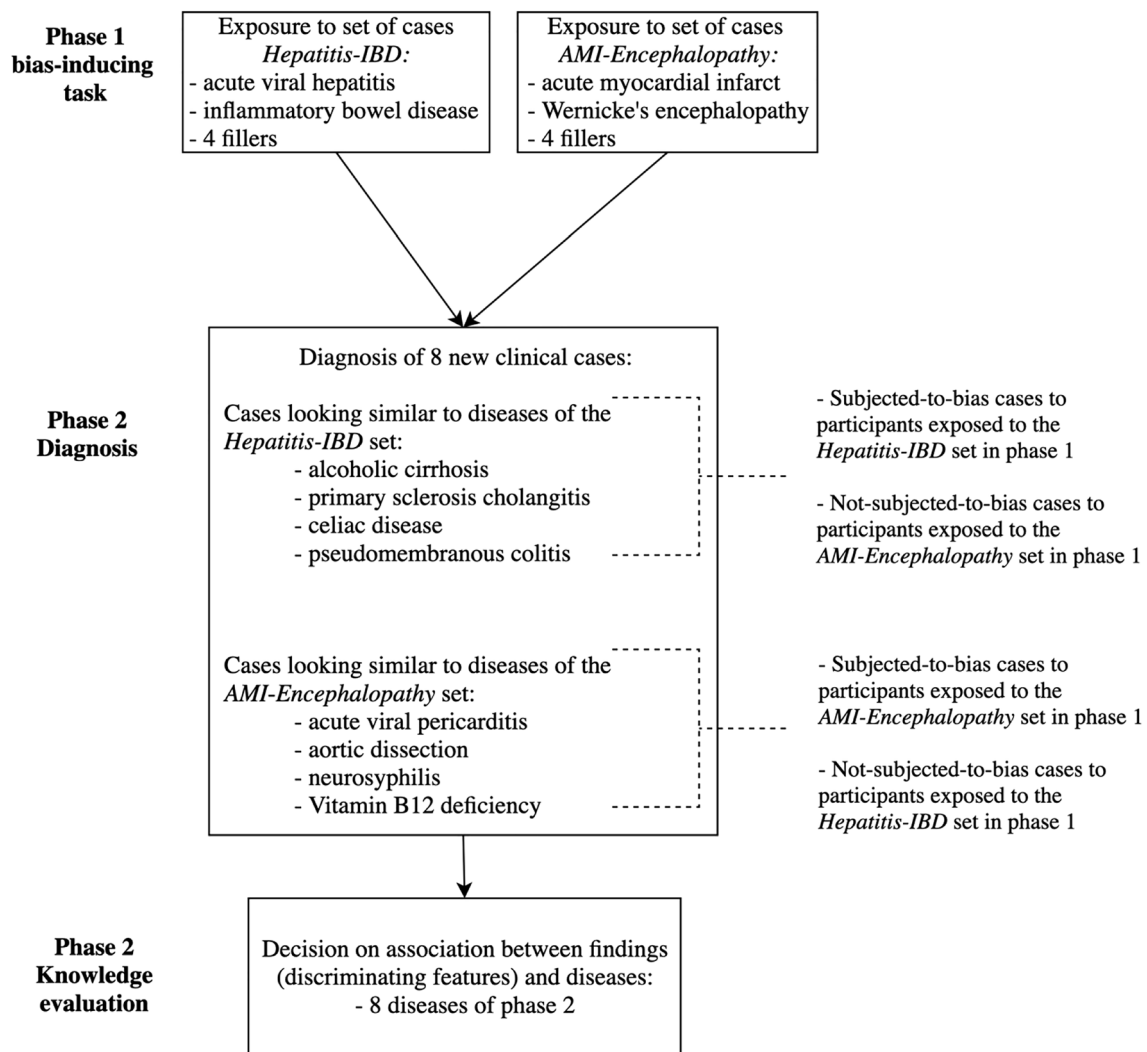 Phase 1
bias-inducing
task
Exposure to set of cases
Hepatitis-IBD:
- acute viral hepatitis
- inflammatory bowel disease
- 4 fillers
Exposure to set of cases
AMI-Encephalopathy:
- acute myocardial infarct
- Wernicke's encephalopathy
- 4 fillers
Phase 2
Diagnosis
Diagnosis of 8 new clinical cases:
Cases looking similar to diseases of the
Hepatitis-IBD set:
- alcoholic cirrhosis
- primary sclerosis cholangitis
- celiac disease
- pseudomembranous colitis
- Subjected-to-bias cases to
participants exposed to the
Hepatitis-IBD set in phase 1
- Not-subjected-to-bias cases to
participants exposed to the
AMI-Encephalopathy set in phase 1
Cases looking similar to diseases of the
AMI-Encephalopathy set:
- acute viral pericarditis
- aortic dissection
- neurosyphilis
- Vitamin B12 deficiency
- Subjected-to-bias cases to
participants exposed to the
AMI-Encephalopathy set in phase 1
- Not-subjected-to-bias cases to
participants exposed to the
Hepatitis-IBD set in phase 1
Phase 2
Knowledge
evaluation
Decision on association between findings
(discriminating features) and diseases:
- 8 diseases of phase 2